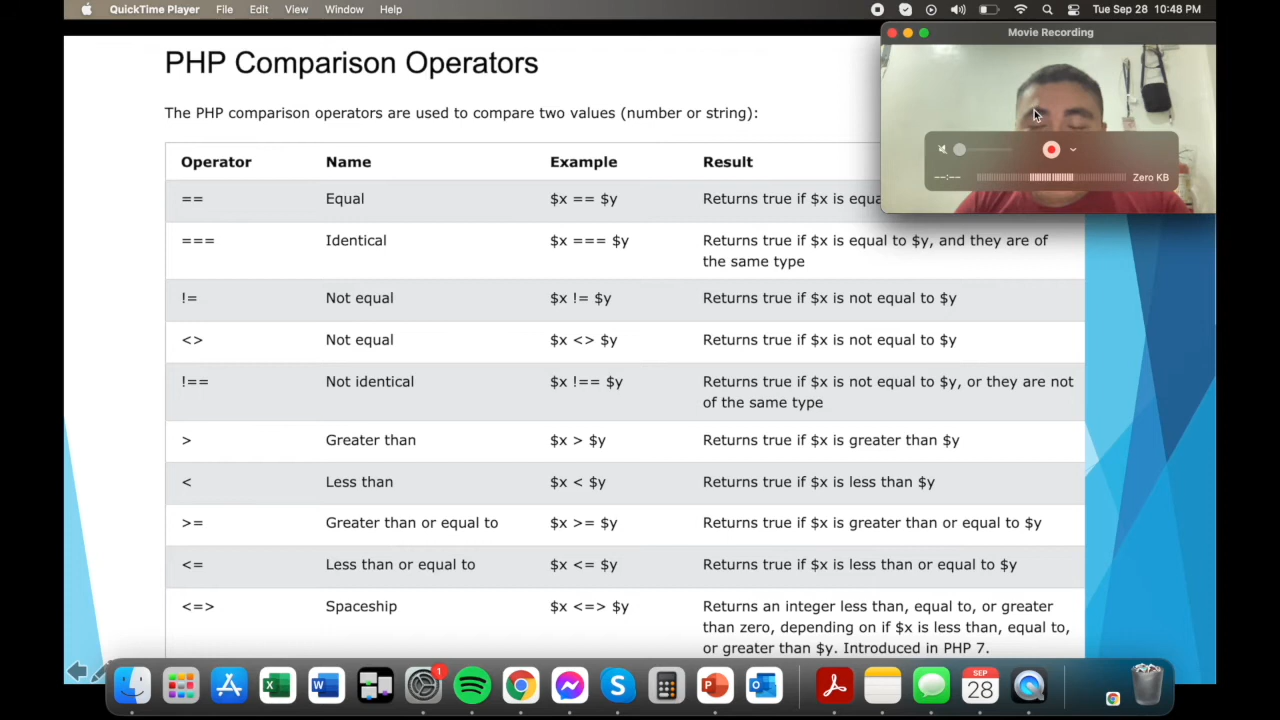 QuickTime Player File Edit View Window Help Tue Sep 28 10:48 PM
Movie Recording
--:-- Zero KB
PHP Comparison Operators
The PHP comparison operators are used to compare two values (number or string):
Operator Name Example Result
== Equal $x == $y Returns true if $x is equa
=== Identical $x === $y Returns true if $x is equal to $y, and they are of
the same type
!= Not equal $x != $y Returns true if $x is not equal to $y
<> Not equal $x <> $y Returns true if $x is not equal to $y
!== Not identical $x !== $y Returns true if $x is not equal to $y, or they are not
of the same type
> Greater than $x > $y Returns true if $x is greater than $y
< Less than $x < $y Returns true if $x is less than $y
>= Greater than or equal to $x >= $y Returns true if $x is greater than or equal to $y
<= Less than or equal to $x <= $y Returns true if $x is less than or equal to $y
<=> Spaceship $x <=> $y Returns an integer less than, equal to, or greater
than zero, depending on if $x is less than, equal to,
or greater than $y. Introduced in PHP 7.
1
SEP
28